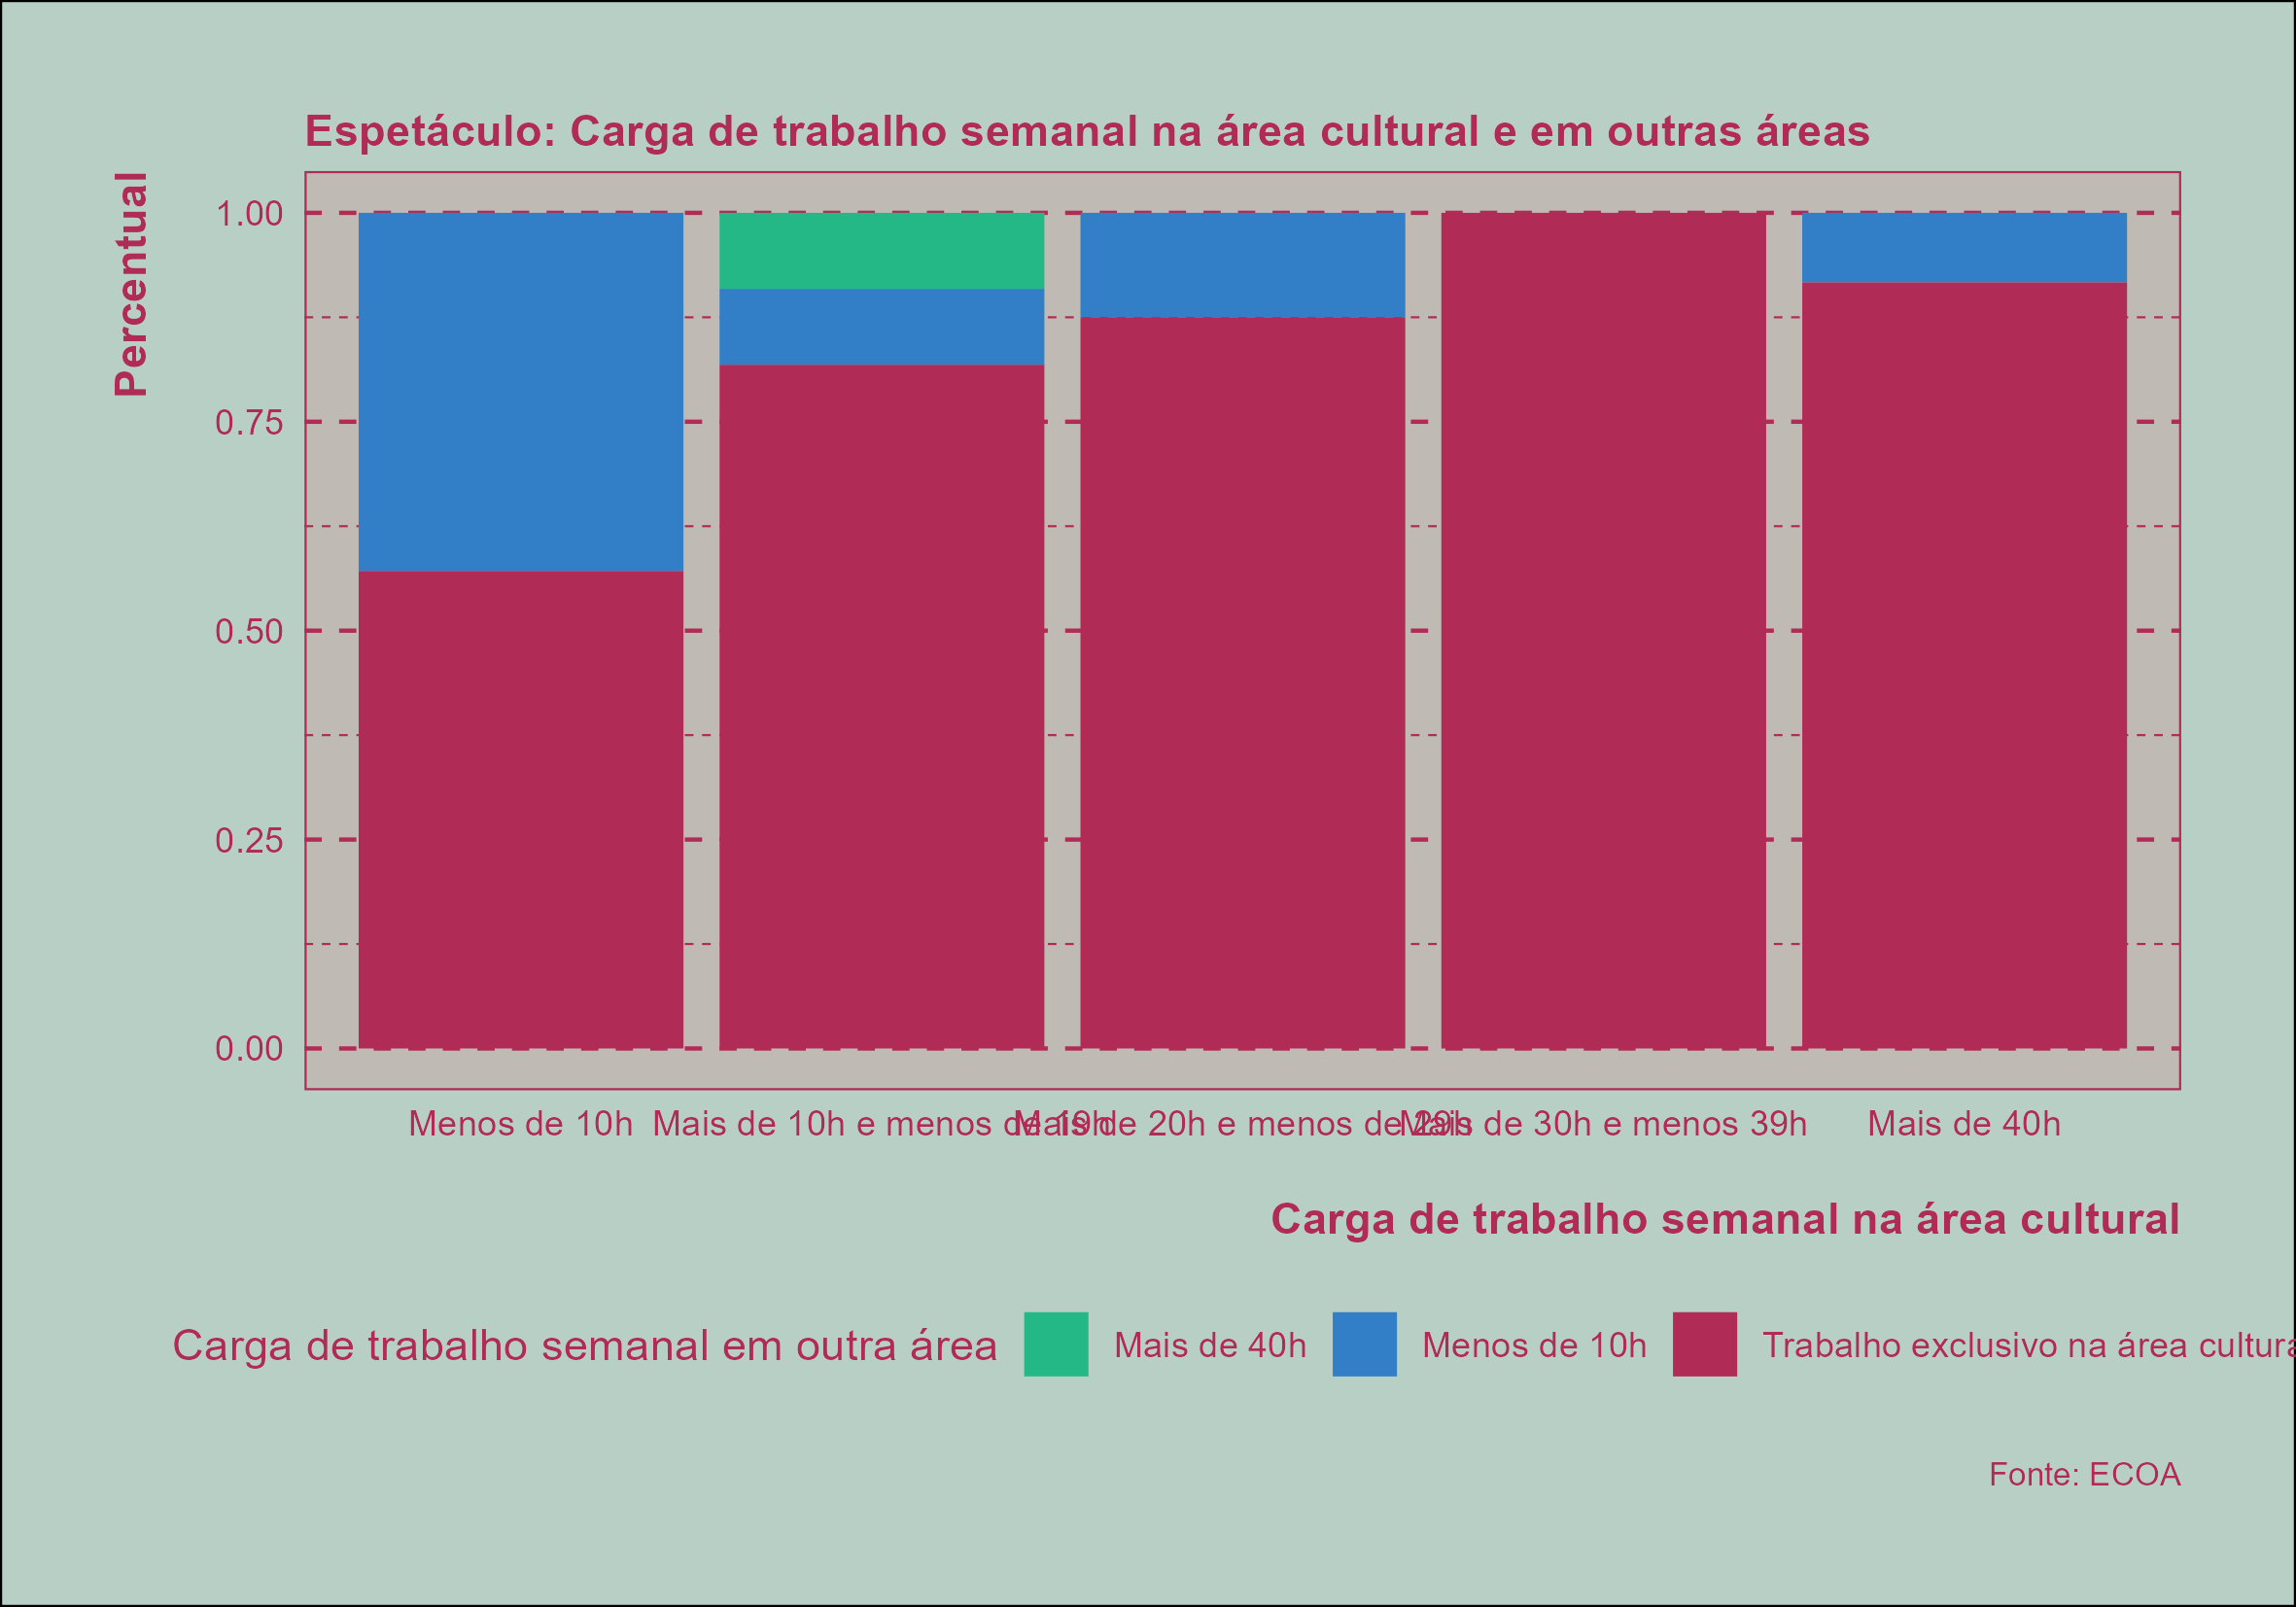 Espetáculo: Carga de trabalho semanal na área cultural e em outras áreas
Percentual
1.00
0.75
0.50
0.25
0.00
Menos de 10h
Mais de 10h e menos de 19h
Mais de 20h e menos de 29h
Mais de 30h e menos 39h
Mais de 40h
Carga de trabalho semanal na área cultural
Carga de trabalho semanal em outra área
Mais de 40h
Menos de 10h
Trabalho exclusivo na área cultura
Fonte: ECOA